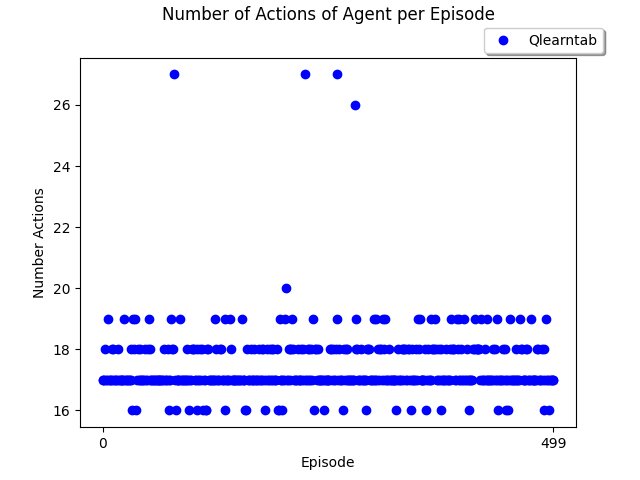 Number of Actions of Agent per Episode
Qlearntab
26
24
22
20
18
16
Number Actions
0
499
Episode